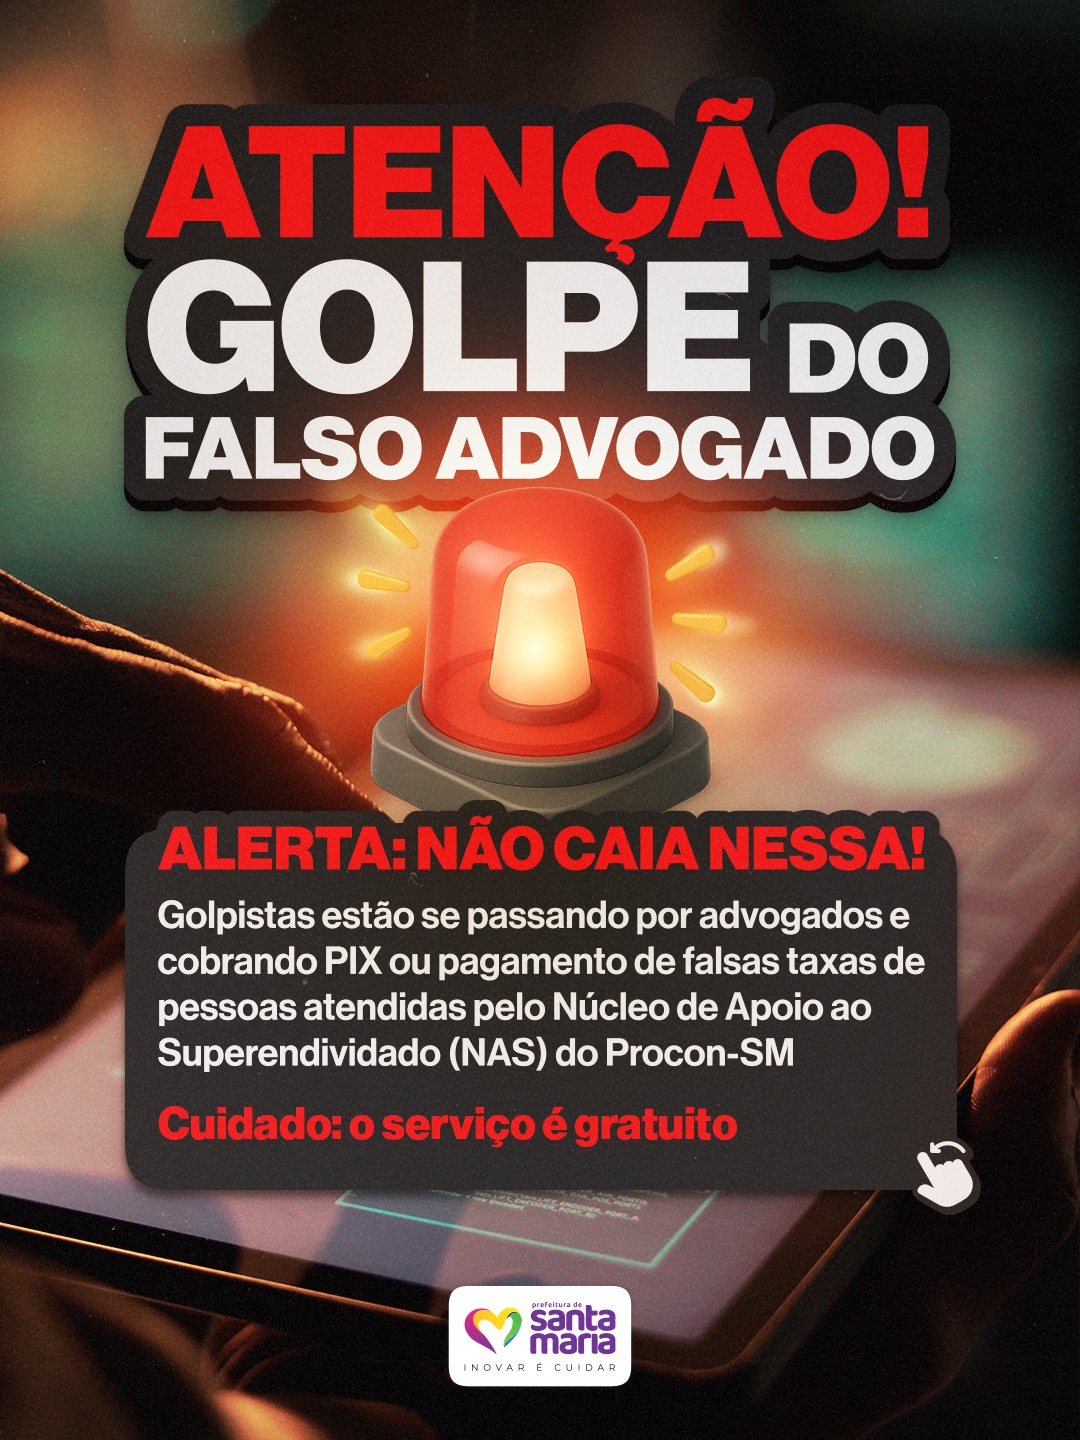 ATENÇÃO!
GOLPE DO
FALSO ADVOGADO
ALERTA: NÃO CAIA NESSA!
Golpistas estão se passando por advogados e
cobrando PIX ou pagamento de falsas taxas de
pessoas atendidas pelo Núcleo de Apoio ao
Superendividado (NAS) do Procon-SM
Cuidado: o serviço é gratuito
prefeitura de
santa
maria
INOVAR É CUIDAR